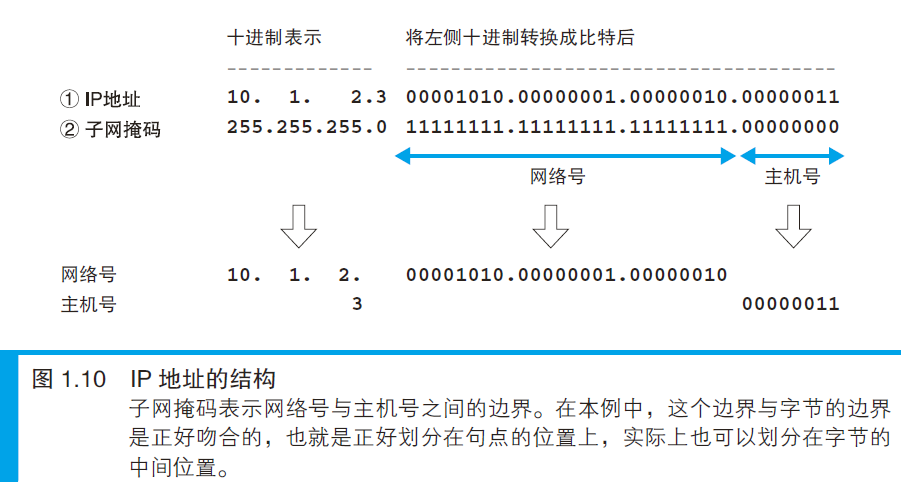 十进制表示 将左侧十进制转换成比特后
------------- -------------------------------------
① IP地址 10. 1. 2.3 00001010.00000001.00000010.00000011
② 子网掩码 255.255.255.0 11111111.11111111.11111111.00000000
网络号 主机号
网络号 10. 1. 2. 00001010.00000001.00000010
主机号 3 00000011
图 1.10 IP 地址的结构
子网掩码表示网络号与主机号之间的边界。在本例中，这个边界与字节的边界
是正好吻合的，也就是正好划分在句点的位置上，实际上也可以划分在字节的
中间位置。